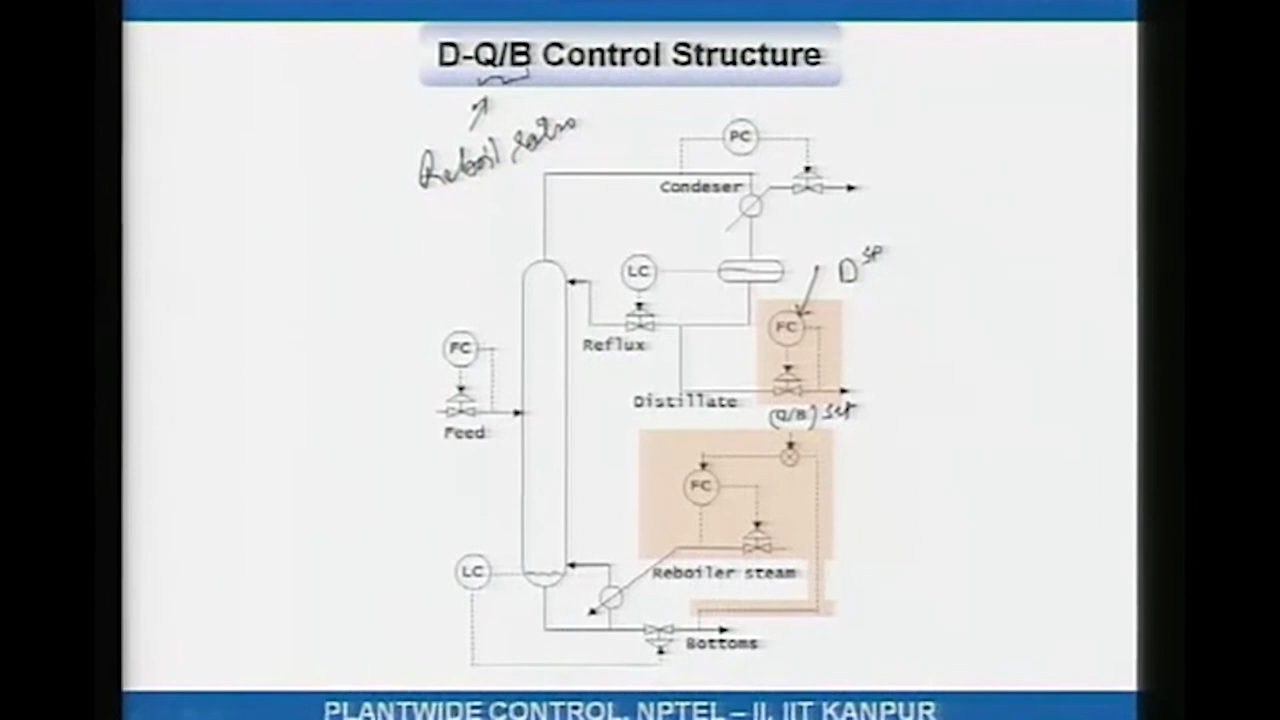 D-Q/B Control Structure
Reboil ratio
PC
Condeser
D SP
LC
FC
FC
Reflux
Distillate
Feed
(Q/B) set
FC
LC
Reboiler steam
Bottoms
PLANTWIDE CONTROL, NPTEL – II, IIT KANPUR